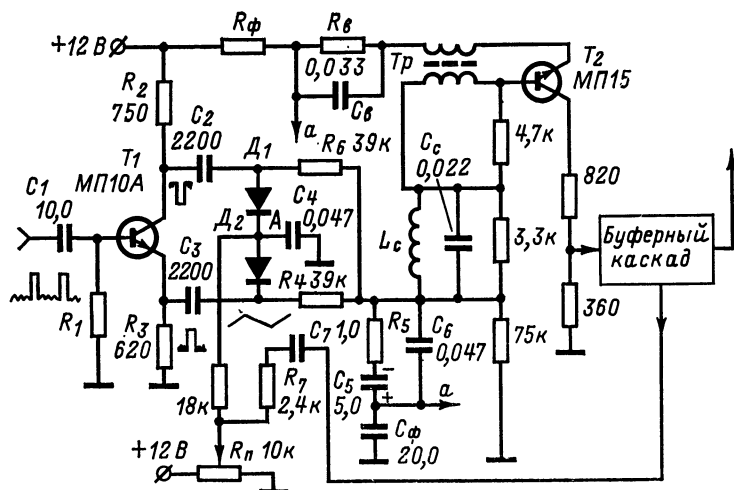 +12 В
Rф
Rв
0,033
Cв
а
Тр
T2
МП15
R2
750
C2
2200
Д1
R6 39к
4,7к
T1
МП10А
C1
10,0
Д2
А
C4
0,047
Cc
0,022
820
Lc
3,3к
Буферный
каскад
C3
2200
R4 39к
R1
R3
620
C7 1,0
R5
C6
0,047
75к
360
18к
R7
2,4к
C5
5,0
−
+
а
Cф
20,0
+12 В
Rп 10к